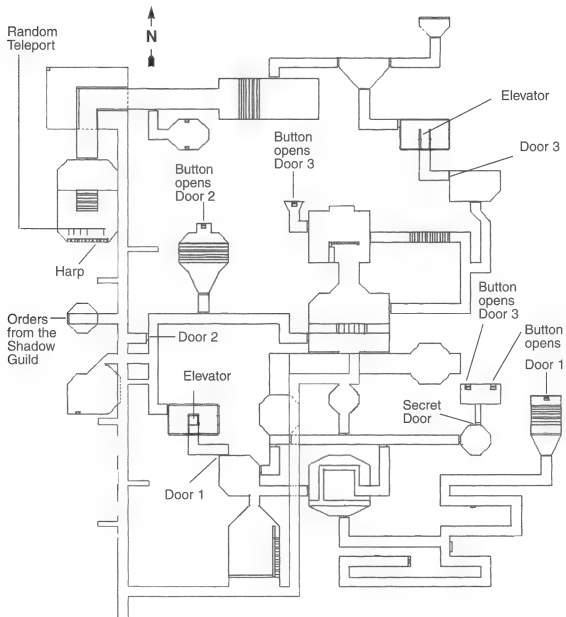 Random
Teleport
N
Elevator
Door 3
Button
opens
Door 3
Button
opens
Door 2
Harp
Orders
from the
Shadow
Guild
Door 2
Elevator
Button
opens
Door 3
Button
opens
Door 1
Secret
Door
Door 1